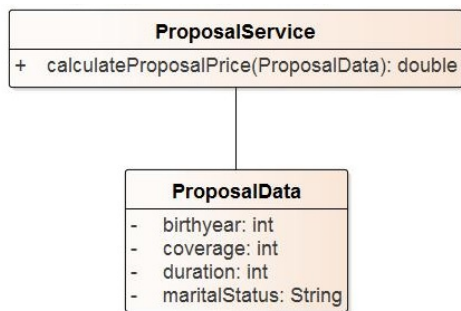 ProposalService
+ calculateProposalPrice(ProposalData): double
ProposalData
- birthyear: int
- coverage: int
- duration: int
- maritalStatus: String